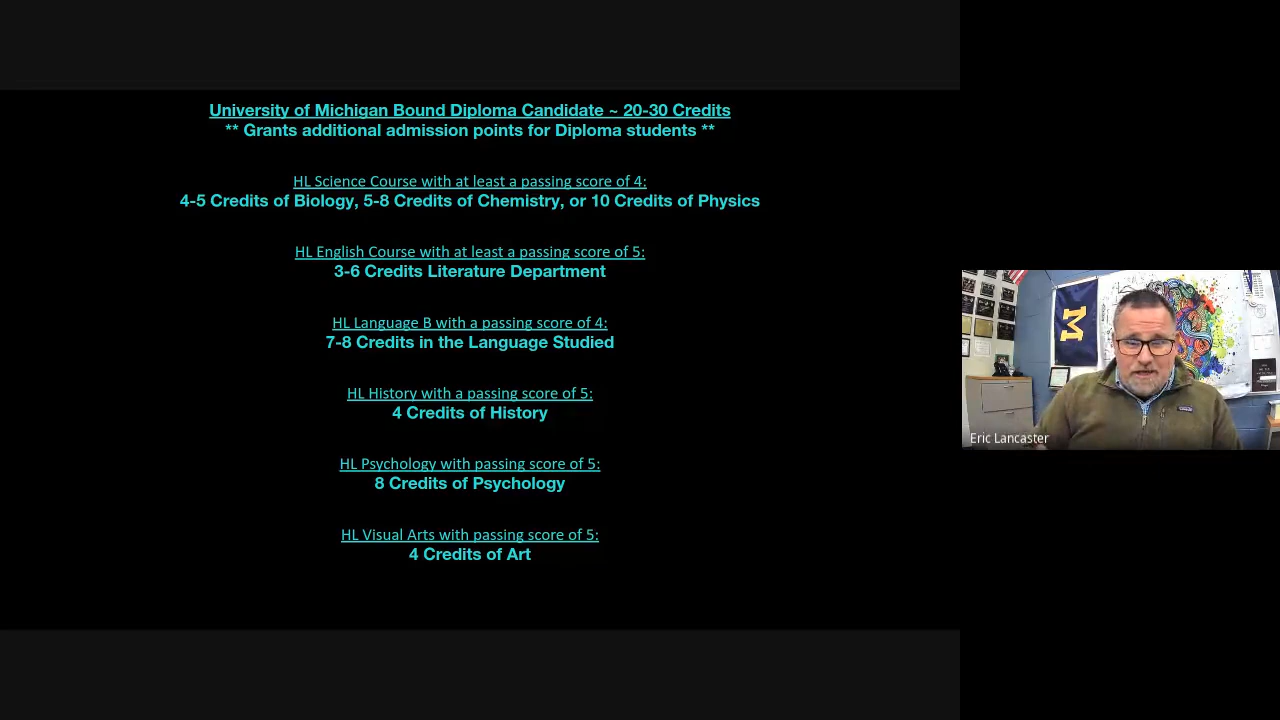 University of Michigan Bound Diploma Candidate ~ 20-30 Credits
** Grants additional admission points for Diploma students **
HL Science Course with at least a passing score of 4:
4-5 Credits of Biology, 5-8 Credits of Chemistry, or 10 Credits of Physics
HL English Course with at least a passing score of 5:
3-6 Credits Literature Department
HL Language B with a passing score of 4:
7-8 Credits in the Language Studied
HL History with a passing score of 5:
4 Credits of History
HL Psychology with passing score of 5:
8 Credits of Psychology
HL Visual Arts with passing score of 5:
4 Credits of Art
M
Eric Lancaster